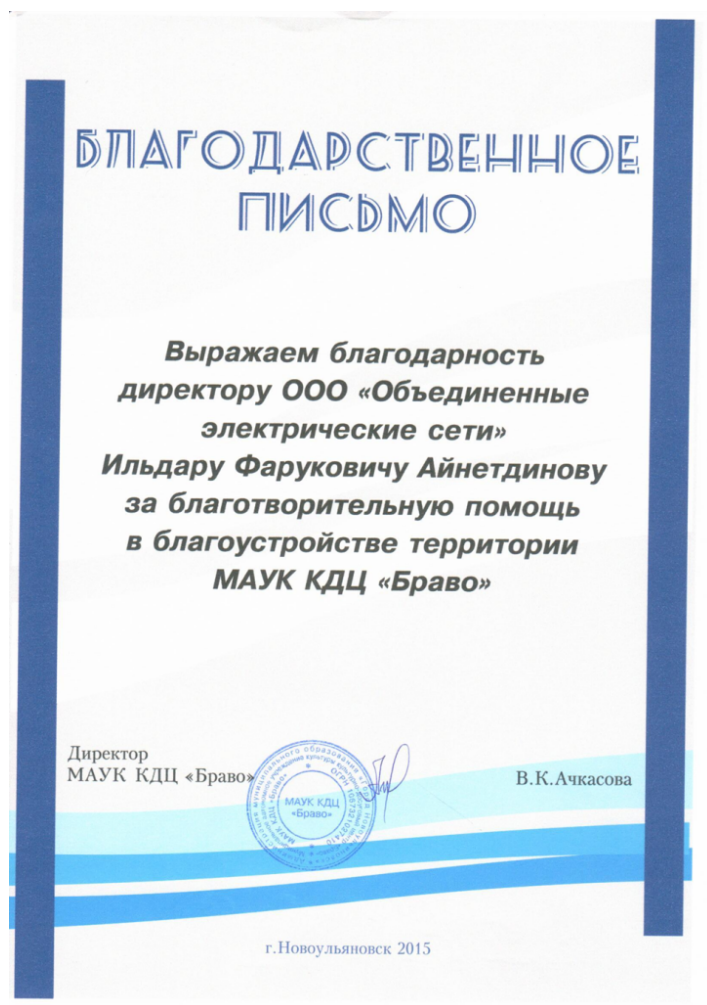 БЛАГОДАРСТВЕННОЕ
ПИСЬМО
Выражаем благодарность
директору ООО «Объединенные
электрические сети»
Ильдару Фаруковичу Айнетдинову
за благотворительную помощь
в благоустройстве территории
МАУК КДЦ «Браво»
Директор
МАУК КДЦ «Браво»
В.К.Ачкасова
МАУК КДЦ
«Браво»
г.Новоульяновск 2015